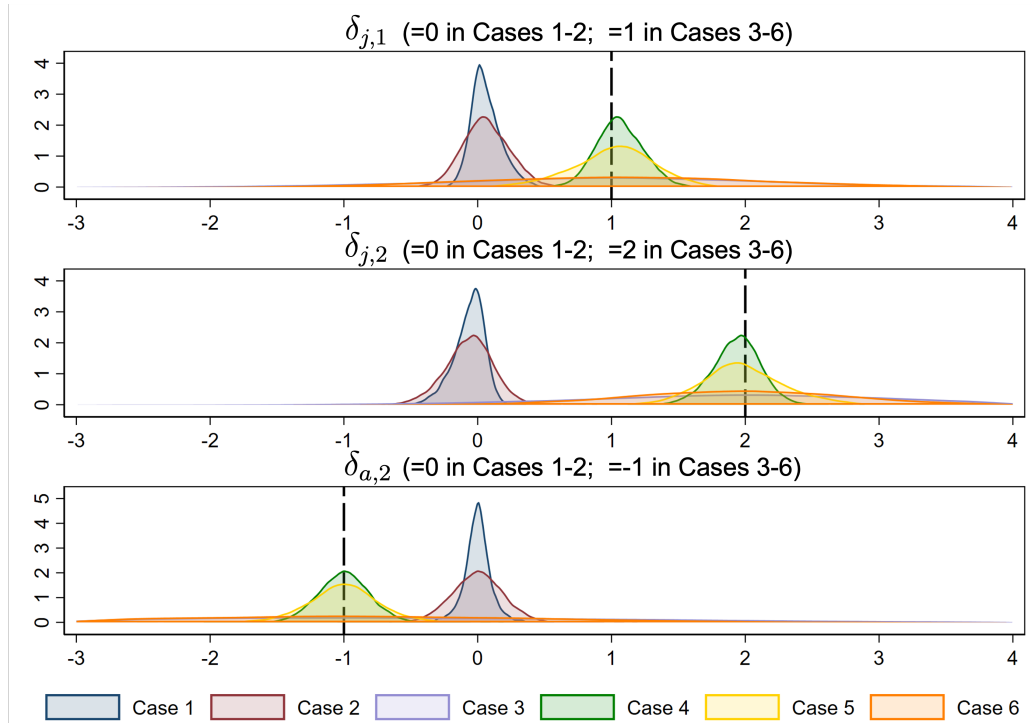 δj,1 (=0 in Cases 1-2; =1 in Cases 3-6)
4
3
2
1
0
-3 -2 -1 0 1 2 3 4
δj,2 (=0 in Cases 1-2; =2 in Cases 3-6)
4
3
2
1
0
-3 -2 -1 0 1 2 3 4
δa,2 (=0 in Cases 1-2; =-1 in Cases 3-6)
5
4
3
2
1
0
-3 -2 -1 0 1 2 3 4
Case 1 Case 2 Case 3 Case 4 Case 5 Case 6